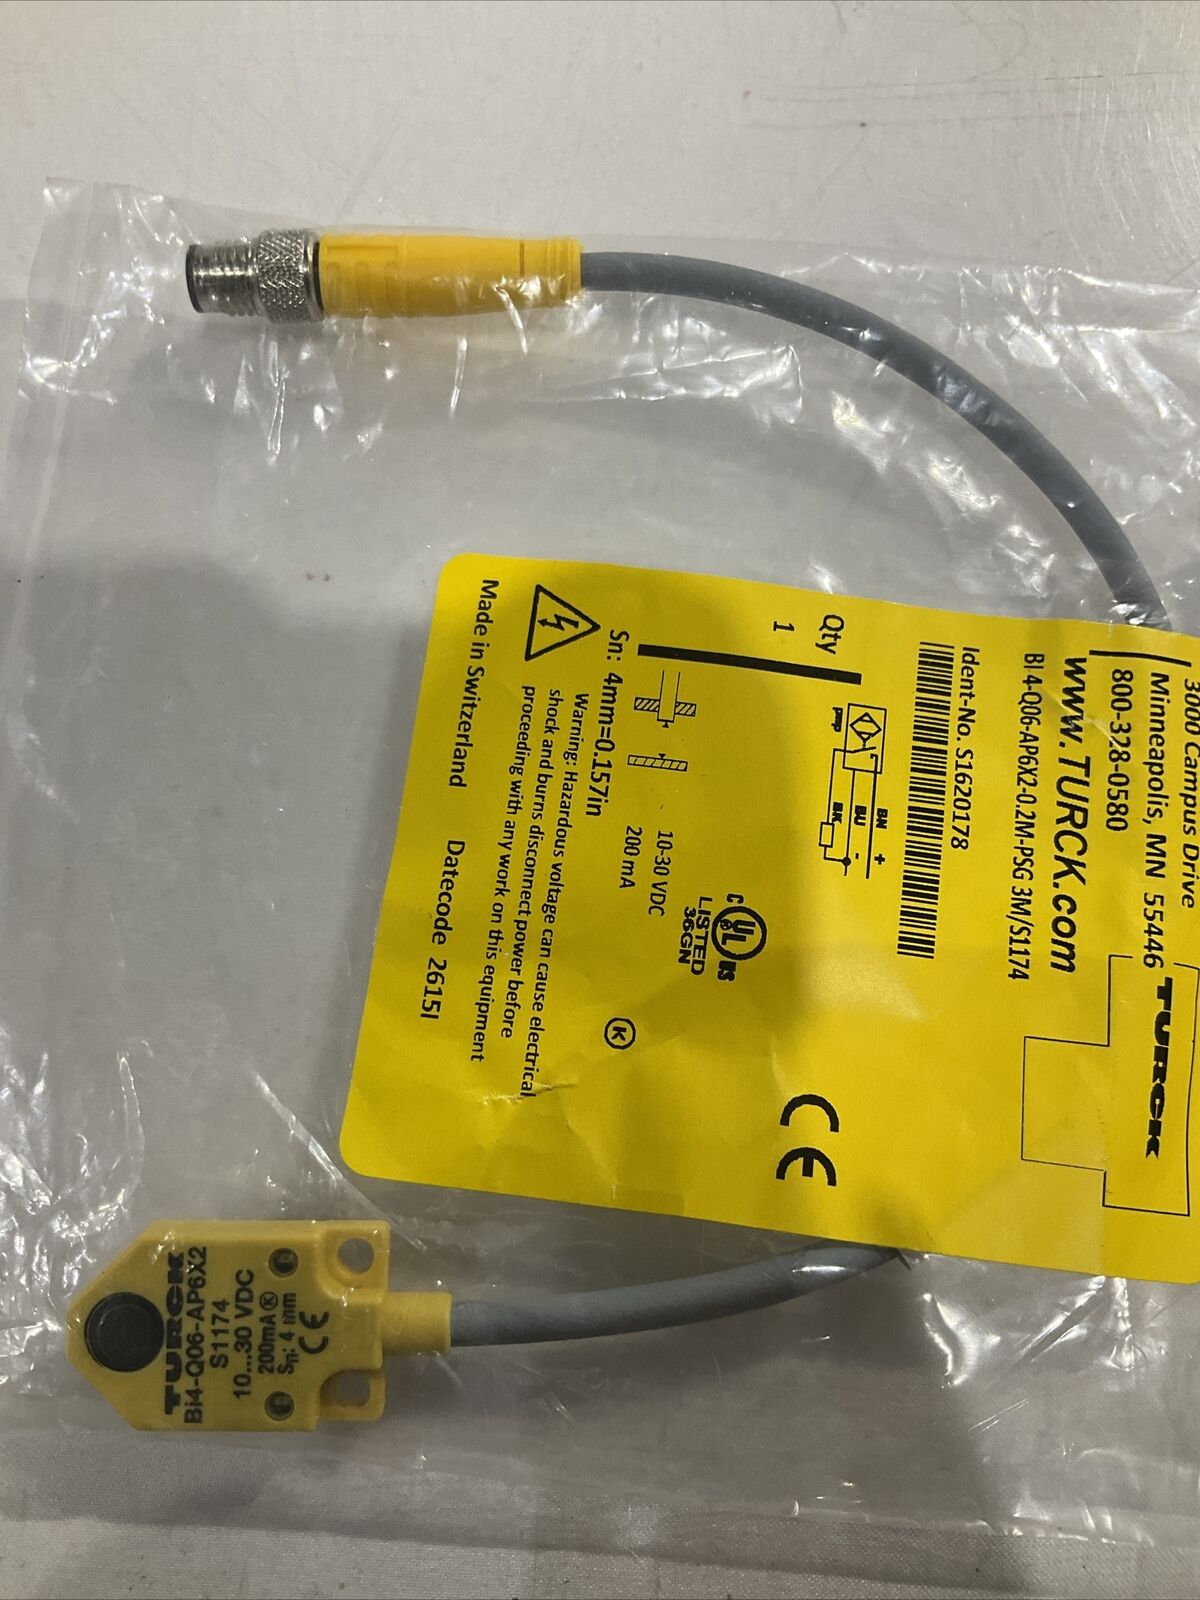 3000 Campus Drive
Minneapolis, MN 55446
800-328-0580
www.TURCK.com
TURCK
BI 4-Q06-AP6X2-0.2M-PSG 3M/S1174
Ident-No. S1620178
Qty
1
pnp
BN
BU
BK
+
-
C UL US
LISTED
36GN
CE
Sn: 4mm=0.157in
10-30 VDC
200 mA
K
Warning: Hazardous voltage can cause electrical
shock and burns disconnect power before
proceeding with any work on this equipment
Made in Switzerland
Datecode 2615I
TURCK
Bi4-Q06-AP6X2
S1174
10...30 VDC
200mA K
Sn: 4 mm
CE